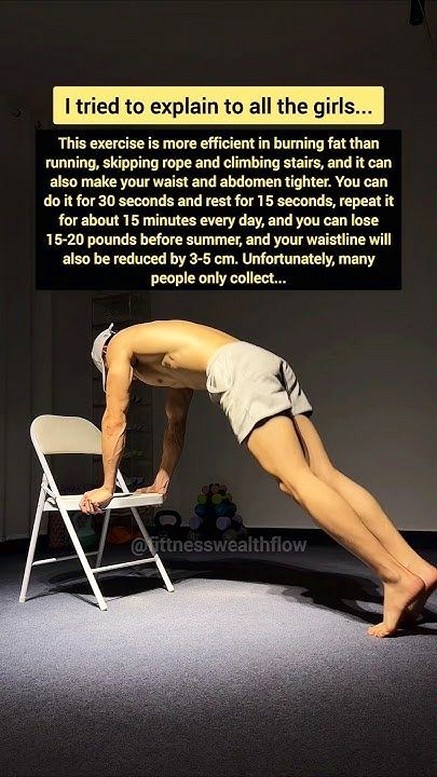 I tried to explain to all the girls...
This exercise is more efficient in burning fat than
running, skipping rope and climbing stairs, and it can
also make your waist and abdomen tighter. You can
do it for 30 seconds and rest for 15 seconds, repeat it
for about 15 minutes every day, and you can lose
15-20 pounds before summer, and your waistline will
also be reduced by 3-5 cm. Unfortunately, many
people only collect...
@fittnesswealthflow